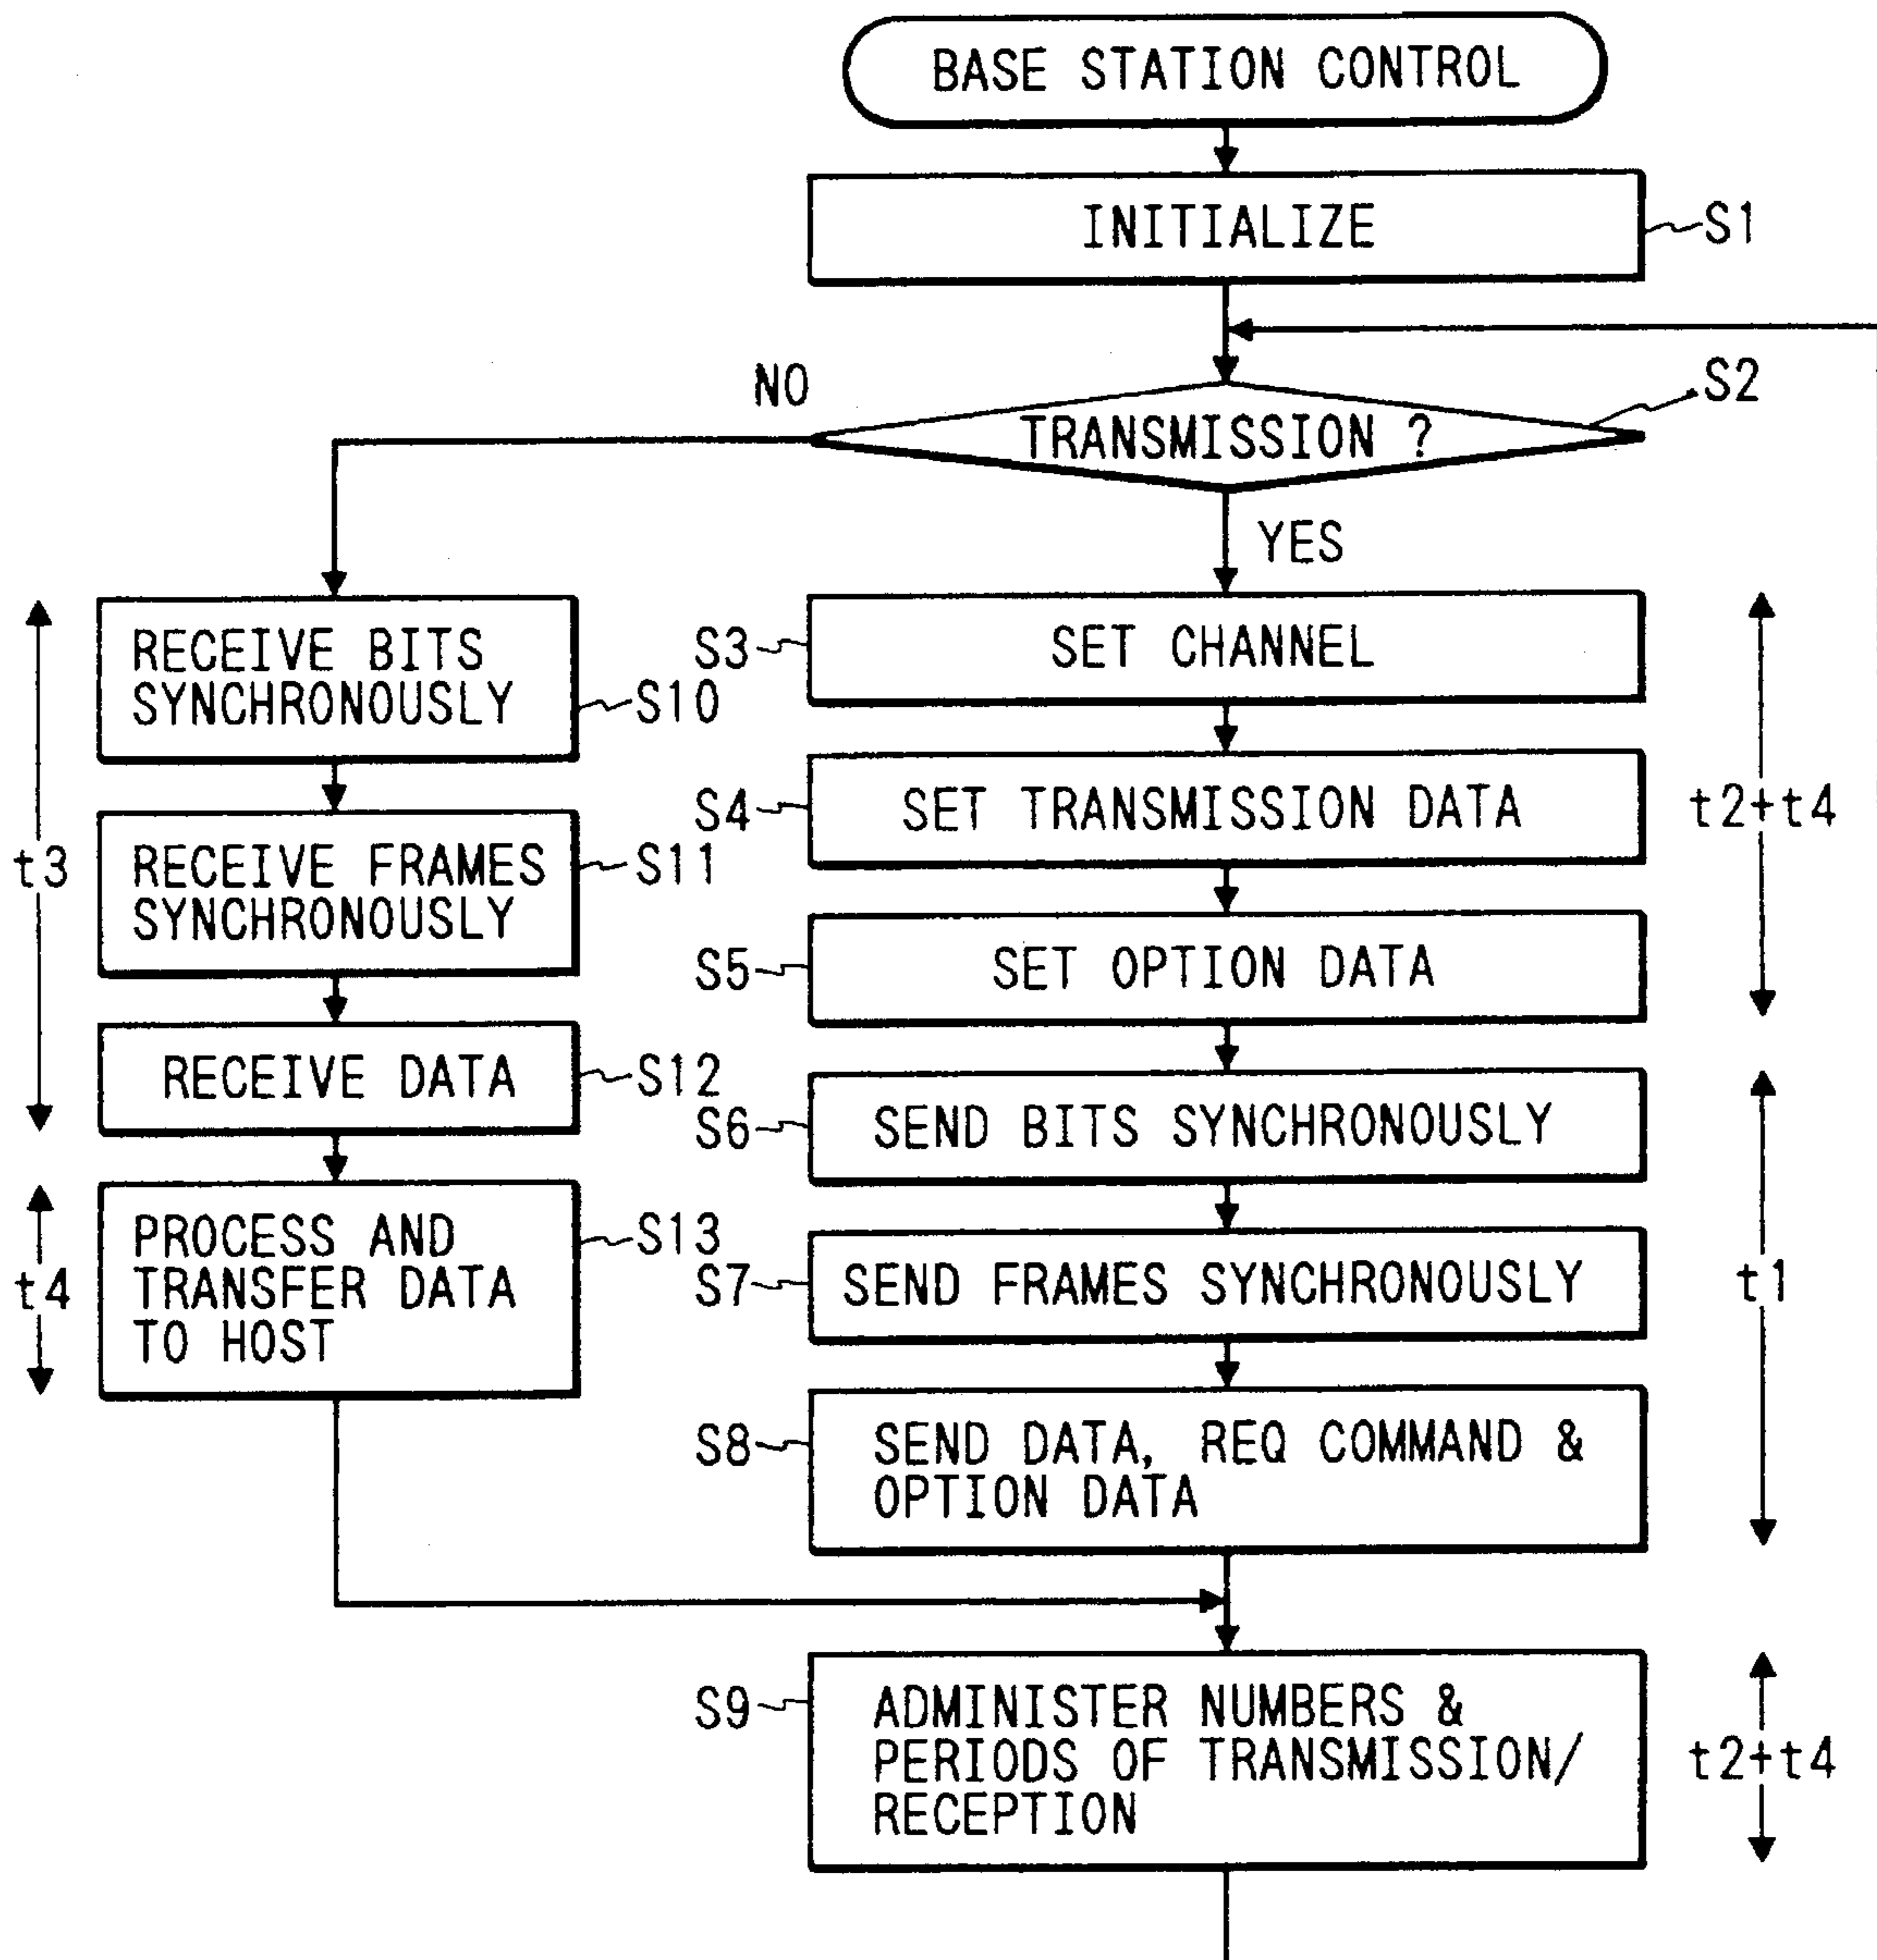 BASE STATION CONTROL
INITIALIZE
S1
NO
TRANSMISSION ?
S2
YES
RECEIVE BITS
SYNCHRONOUSLY
S10
S3
SET CHANNEL
S4
SET TRANSMISSION DATA
t2+t4
t3
RECEIVE FRAMES
SYNCHRONOUSLY
S11
S5
SET OPTION DATA
RECEIVE DATA
S12
S6
SEND BITS SYNCHRONOUSLY
t4
PROCESS AND
TRANSFER DATA
TO HOST
S13
S7
SEND FRAMES SYNCHRONOUSLY
t1
S8
SEND DATA, REQ COMMAND &
OPTION DATA
S9
ADMINISTER NUMBERS &
PERIODS OF TRANSMISSION/
RECEPTION
t2+t4